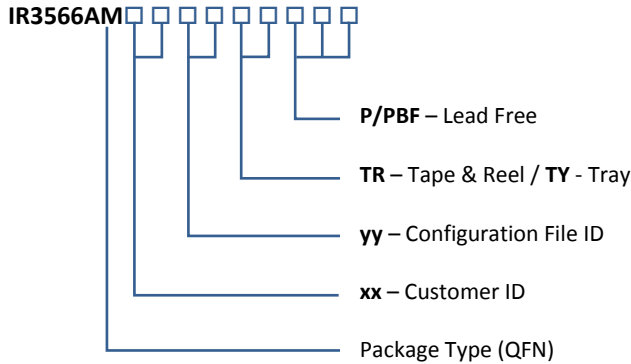 IR3566AM
P/PBF – Lead Free
TR – Tape & Reel / TY - Tray
yy – Configuration File ID
xx – Customer ID
Package Type (QFN)